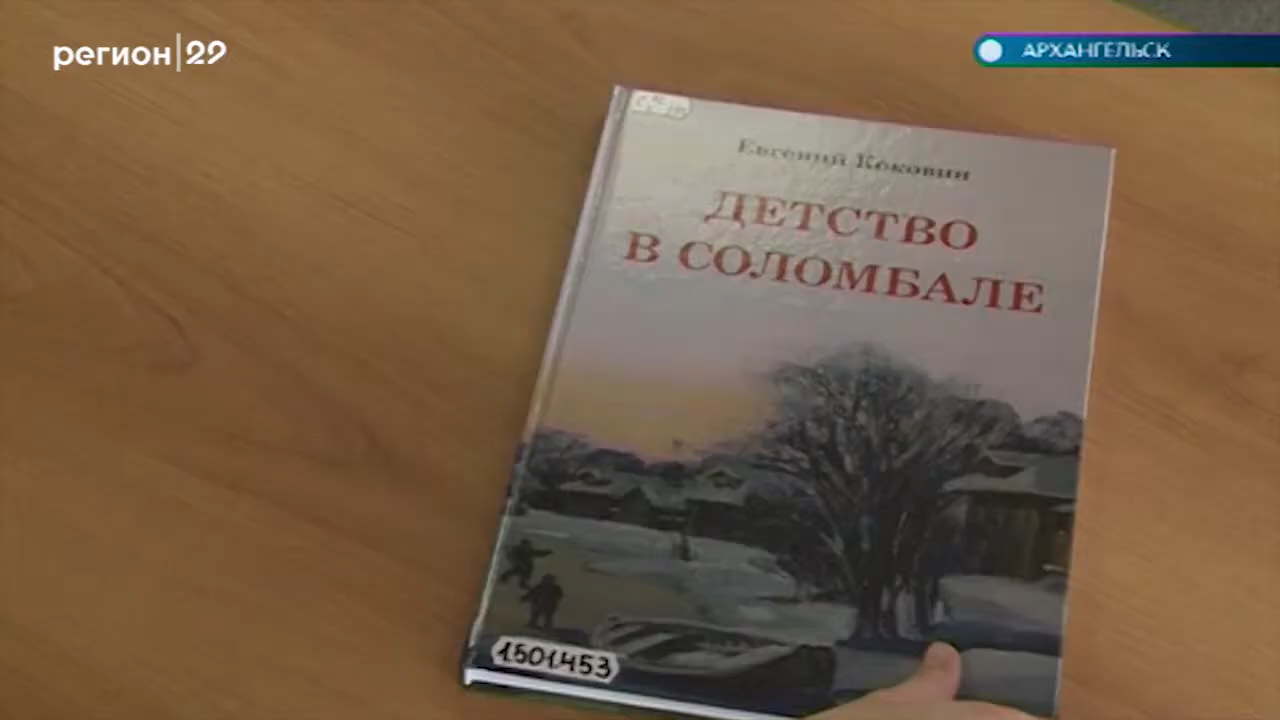 регион|29
АРХАНГЕЛЬСК
Евгений Коковин
ДЕТСТВО
В СОЛОМБАЛЕ
1501453